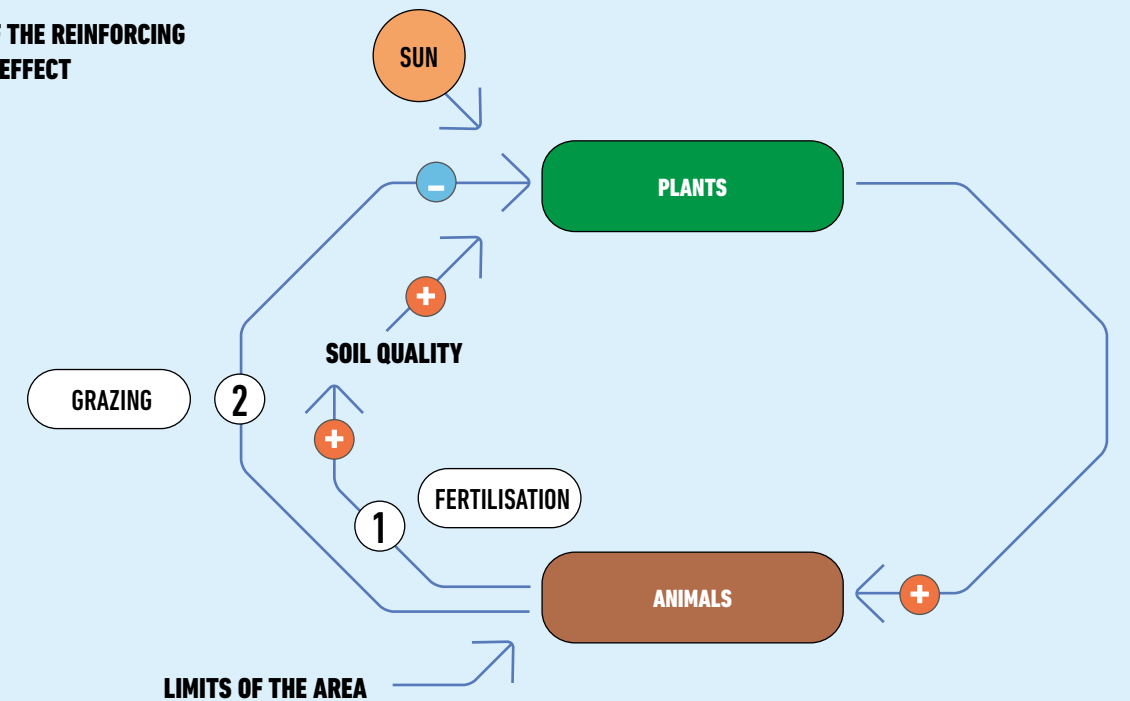 THE REINFORCING
EFFECT
SUN
–
PLANTS
+
SOIL QUALITY
GRAZING
2
+
FERTILISATION
1
ANIMALS
+
LIMITS OF THE AREA